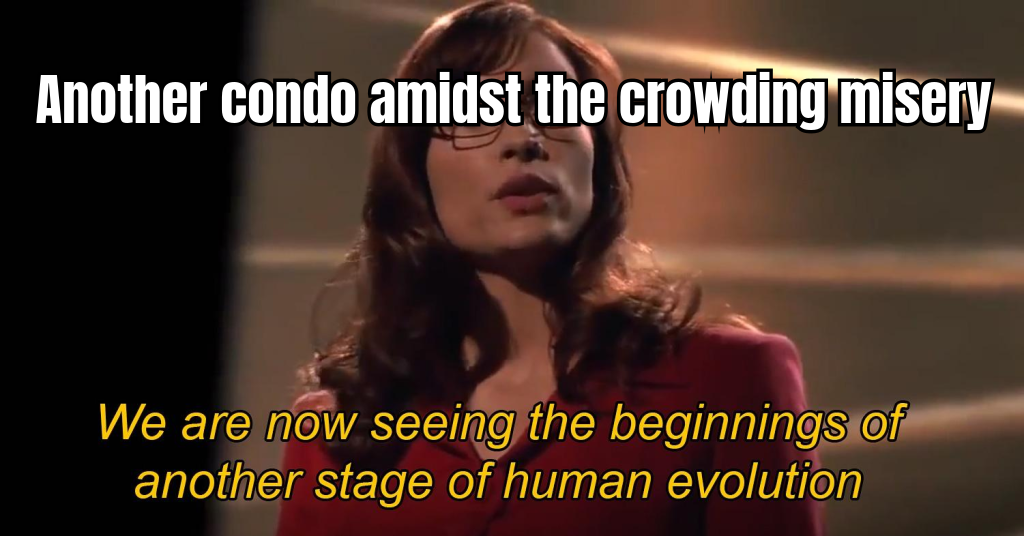 Another condo amidst the crowding misery
We are now seeing the beginnings of
another stage of human evolution